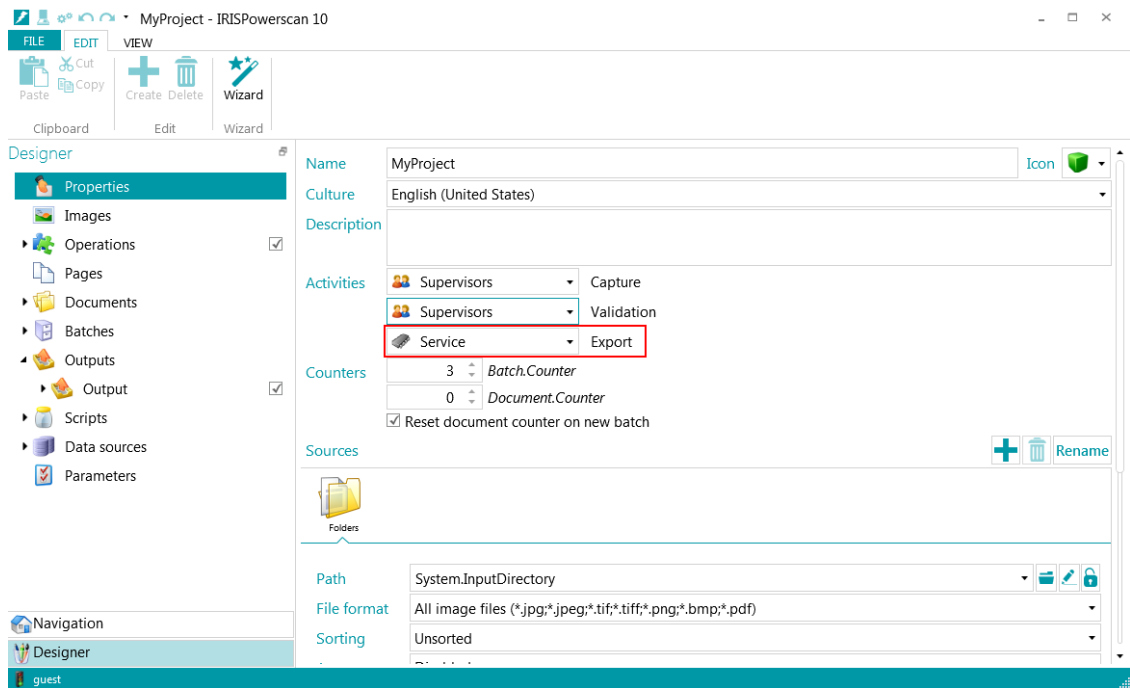 MyProject - IRISPowerscan 10
FILE EDIT VIEW
Paste
Cut
Copy
Create Delete
Wizard
Clipboard Edit Wizard
Designer
Properties
Images
Operations
Pages
Documents
Batches
Outputs
Output
Scripts
Data sources
Parameters
Navigation
Designer
guest
Name MyProject Icon
Culture English (United States)
Description
Activities Supervisors Capture
Supervisors Validation
Service Export
Counters 3 Batch.Counter
0 Document.Counter
Reset document counter on new batch
Sources Rename
Folders
Path System.InputDirectory
File format All image files (*.jpg;*.jpeg;*.tif;*.tiff;*.png;*.bmp;*.pdf)
Sorting Unsorted